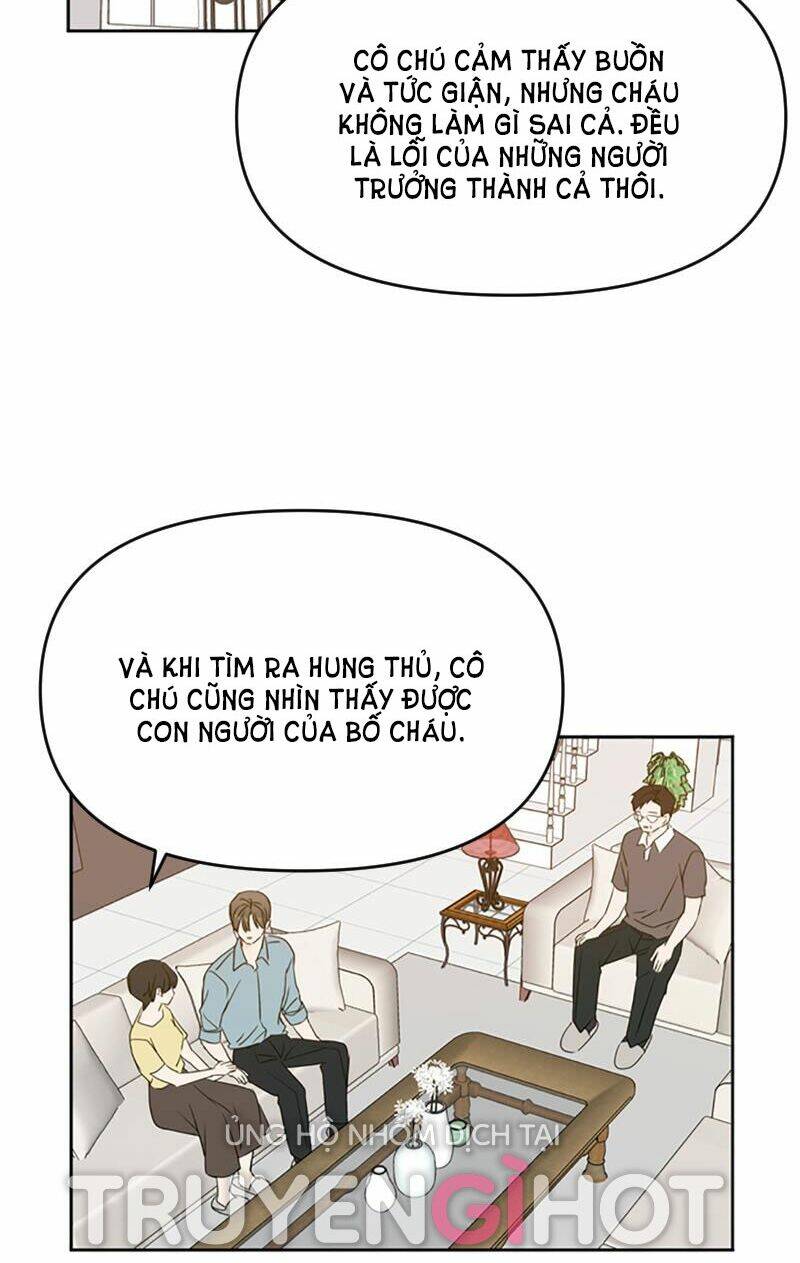 CÔ CHÚ CẢM THẤY BUỒN
VÀ TỨC GIẬN, NHƯNG CHÁU
KHÔNG LÀM GÌ SAI CẢ. ĐỀU
LÀ LỖI CỦA NHỮNG NGƯỜI
TRƯỞNG THÀNH CẢ THÔI.
VÀ KHI TÌM RA HUNG THỦ, CÔ
CHÚ CŨNG NHÌN THẤY ĐƯỢC
CON NGƯỜI CỦA BỐ CHÁU.
ỦNG HỘ NHÓM DỊCH TẠI
TRUYENGÌHOT